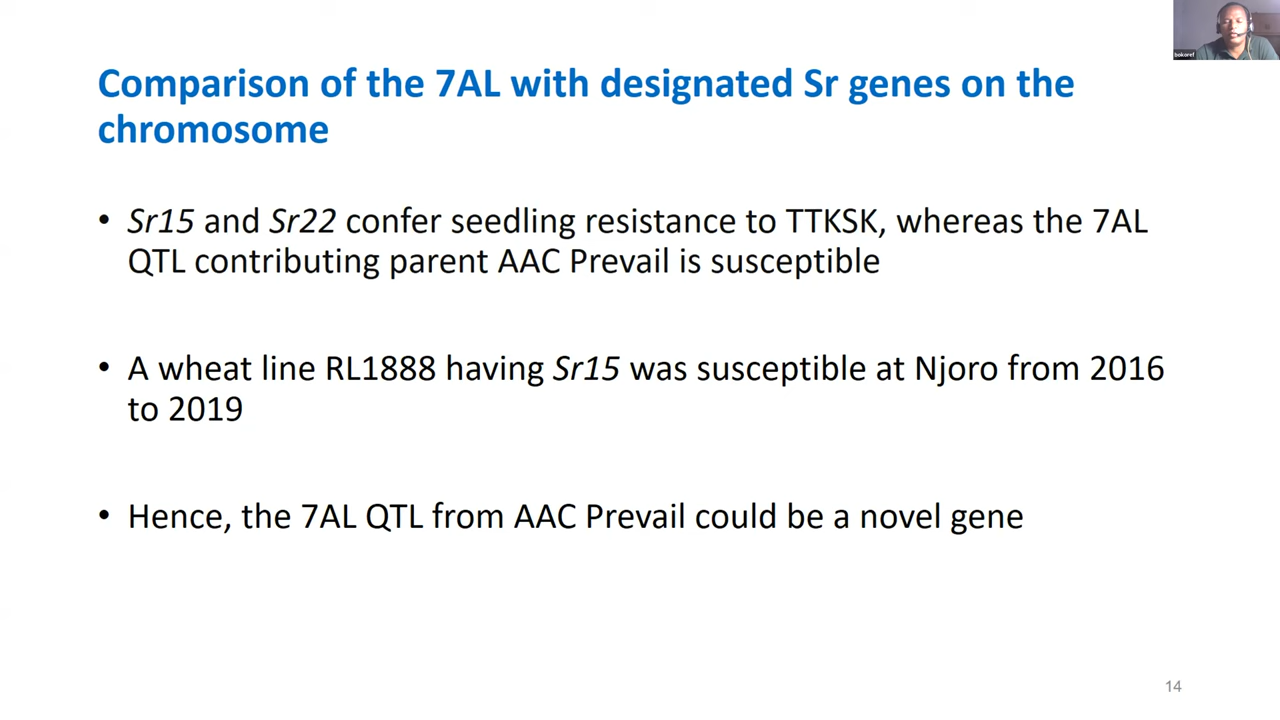 Comparison of the 7AL with designated Sr genes on the
chromosome
• Sr15 and Sr22 confer seedling resistance to TTKSK, whereas the 7AL
QTL contributing parent AAC Prevail is susceptible
• A wheat line RL1888 having Sr15 was susceptible at Njoro from 2016
to 2019
• Hence, the 7AL QTL from AAC Prevail could be a novel gene
14
bokoref